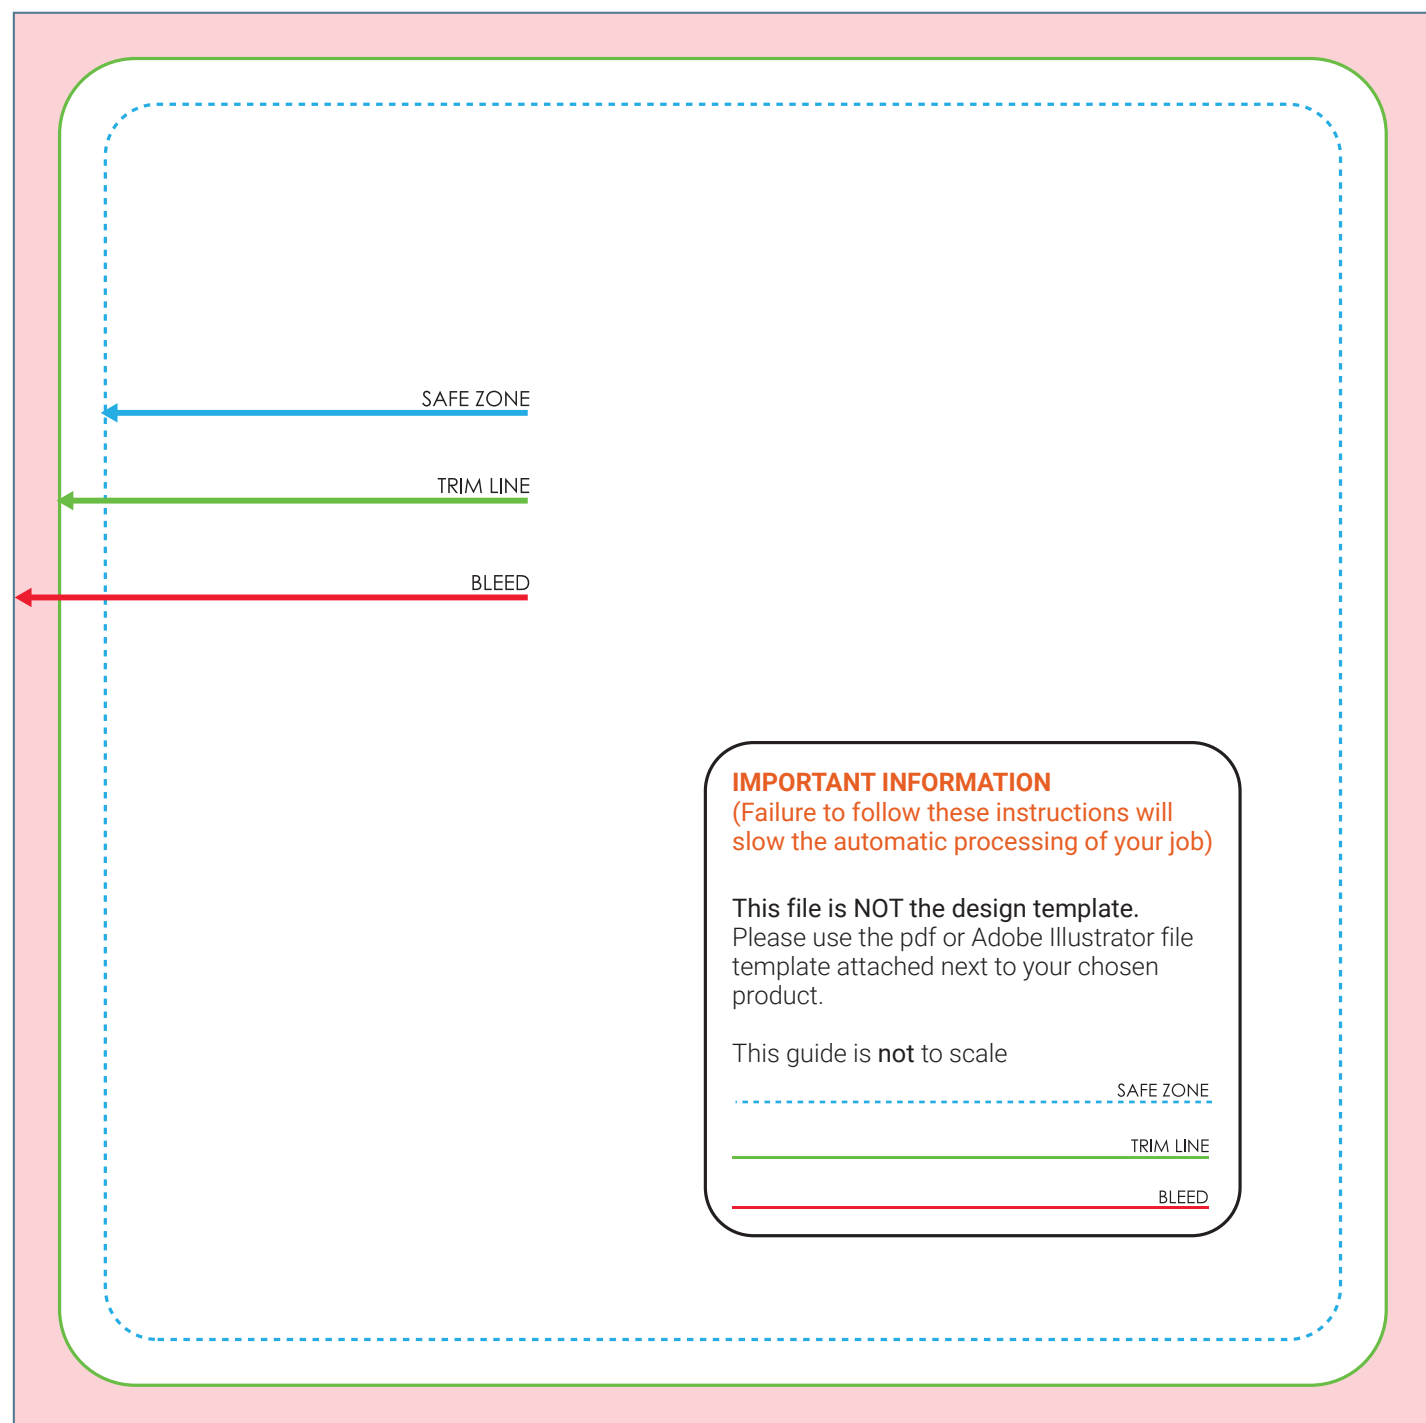 SAFE ZONE
TRIM LINE
BLEED
IMPORTANT INFORMATION
(Failure to follow these instructions will
slow the automatic processing of your job)
This file is NOT the design template.
Please use the pdf or Adobe Illustrator file
template attached next to your chosen
product.
This guide is not to scale
SAFE ZONE
TRIM LINE
BLEED